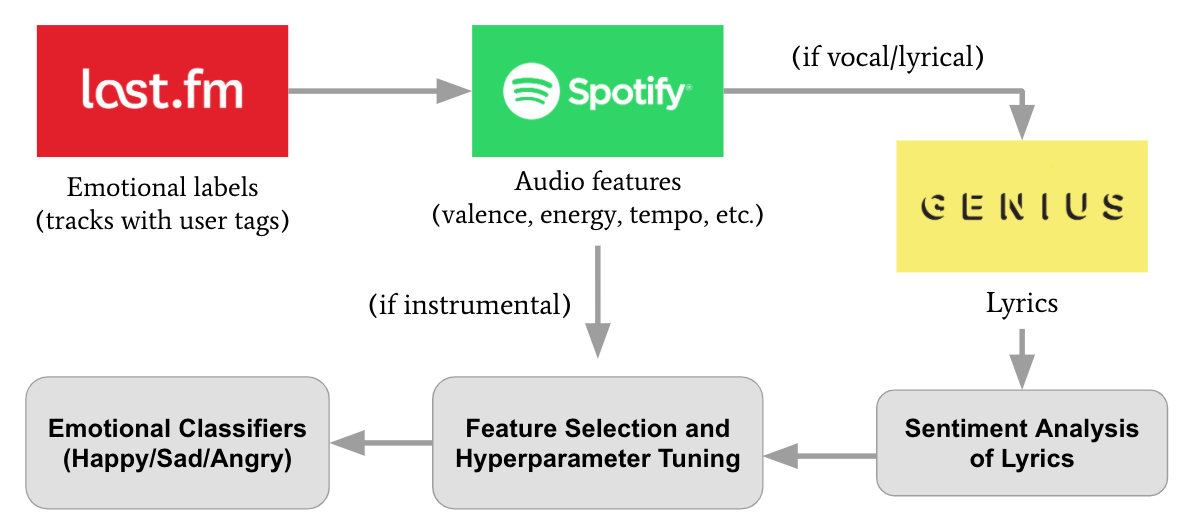 last.fm
Spotify®
(if vocal/lyrical)
Emotional labels
(tracks with user tags)
Audio features
(valence, energy, tempo, etc.)
GENIUS
(if instrumental)
Lyrics
Emotional Classifiers
(Happy/Sad/Angry)
Feature Selection and
Hyperparameter Tuning
Sentiment Analysis
of Lyrics